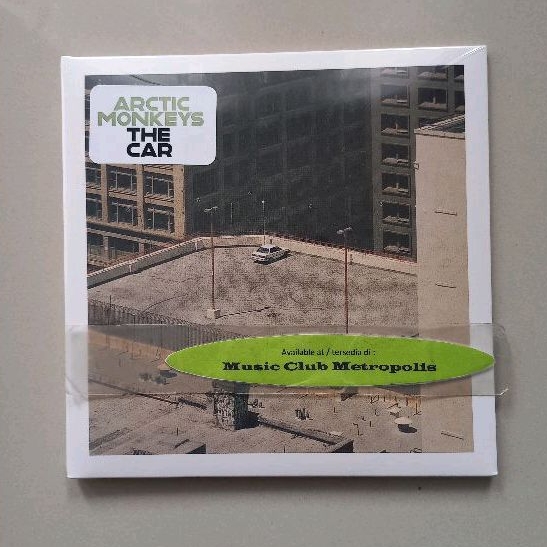 ARCTIC
MONKEYS
THE
CAR
Available at / tersedia di :
Music Club Metropolis